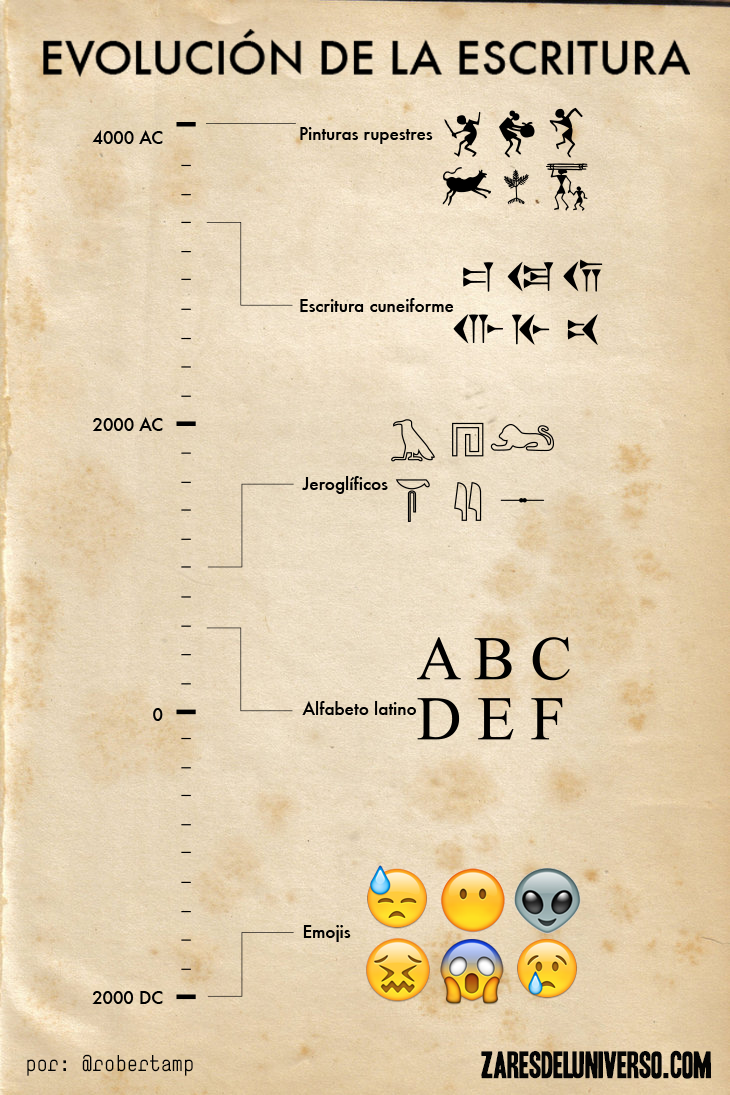 EVOLUCIÓN DE LA ESCRITURA
4000 AC
Pinturas rupestres
Escritura cuneiforme
2000 AC
Jeroglíficos
A B C
Alfabeto latino
D E F
0
Emojis
2000 DC
por: @robertamp
ZARESDELUNIVERSO.COM